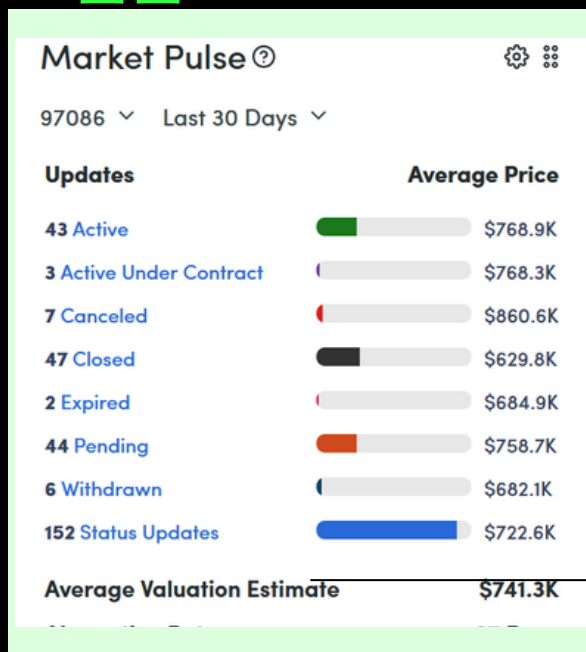 Market Pulse ?
97086 Last 30 Days
Updates Average Price
43 Active $768.9K
3 Active Under Contract $768.3K
7 Canceled $860.6K
47 Closed $629.8K
2 Expired $684.9K
44 Pending $758.7K
6 Withdrawn $682.1K
152 Status Updates $722.6K
Average Valuation Estimate $741.3K